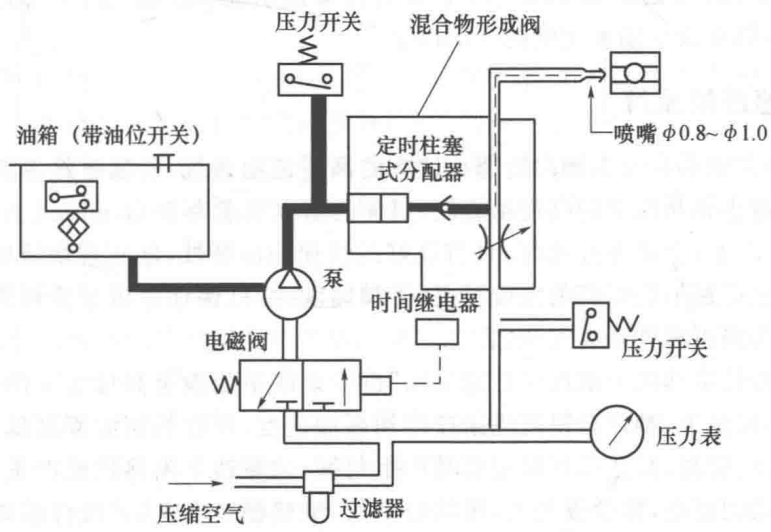 压力开关
混合物形成阀
油箱（带油位开关）
喷嘴φ0.8~φ1.0
定时柱塞
式分配器
泵
时间继电器
电磁阀
压力开关
压力表
压缩空气
过滤器